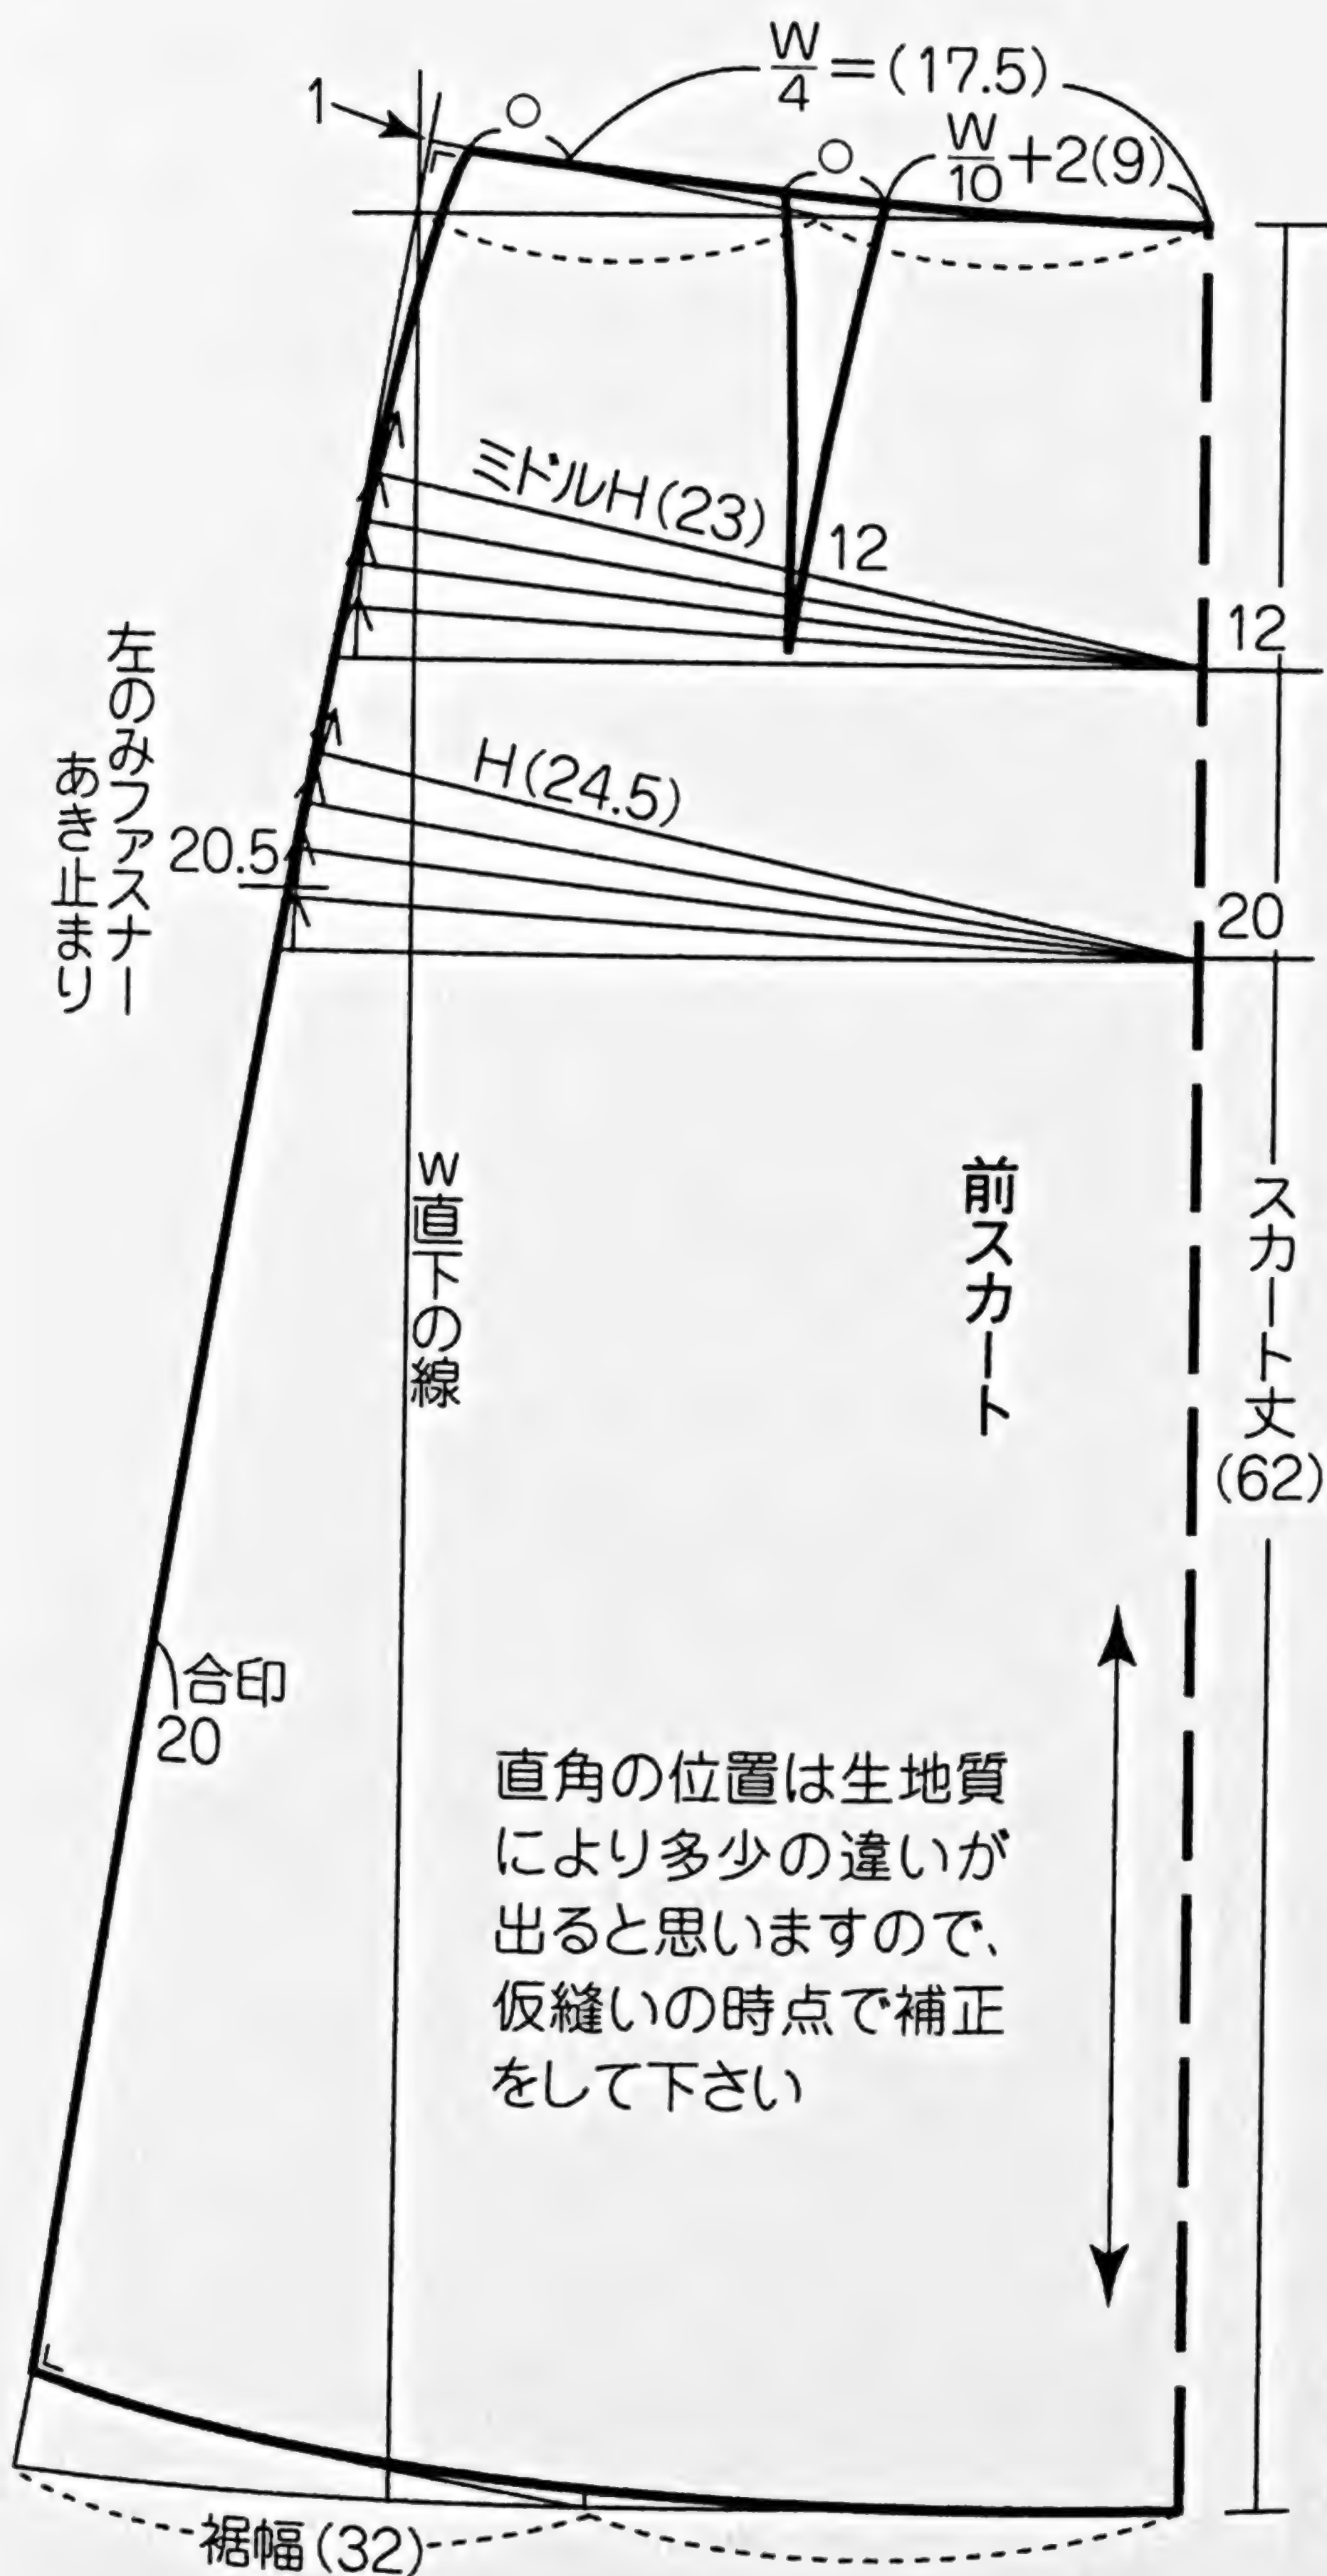 W/4=(17.5)
1
○
○
W/10+2(9)
ミドルH(23)
12
12
H(24.5)
20.5
左のみファスナー
あき止まり
20
W直下の線
前スカート
スカート丈
(62)
合印
20
直角の位置は生地質
により多少の違いが
出ると思いますので、
仮縫いの時点で補正
をして下さい
裾幅(32)